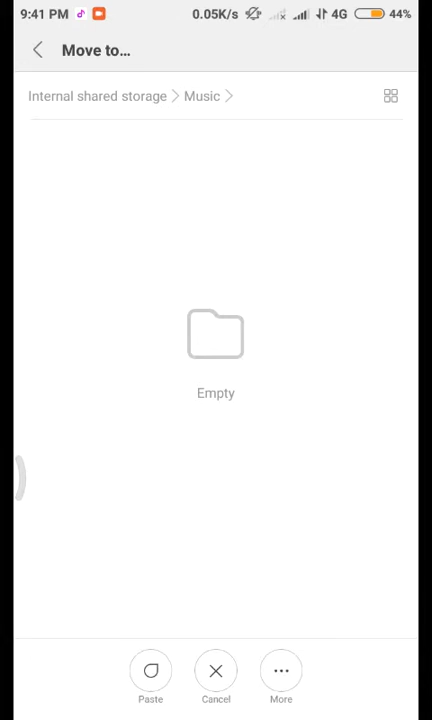 9:41 PM 0.05K/s 4G 44%
Move to...
Internal shared storage Music
Empty
Paste Cancel More